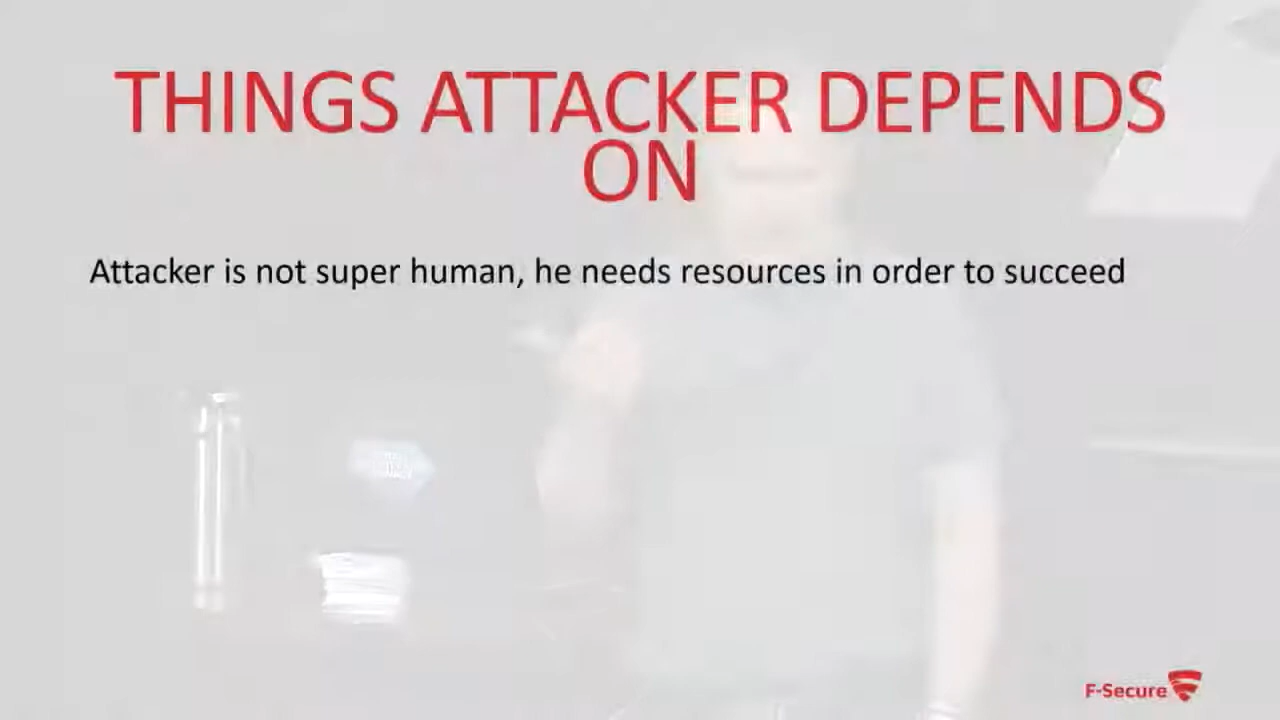 THINGS ATTACKER DEPENDS
ON
Attacker is not super human, he needs resources in order to succeed
F-Secure